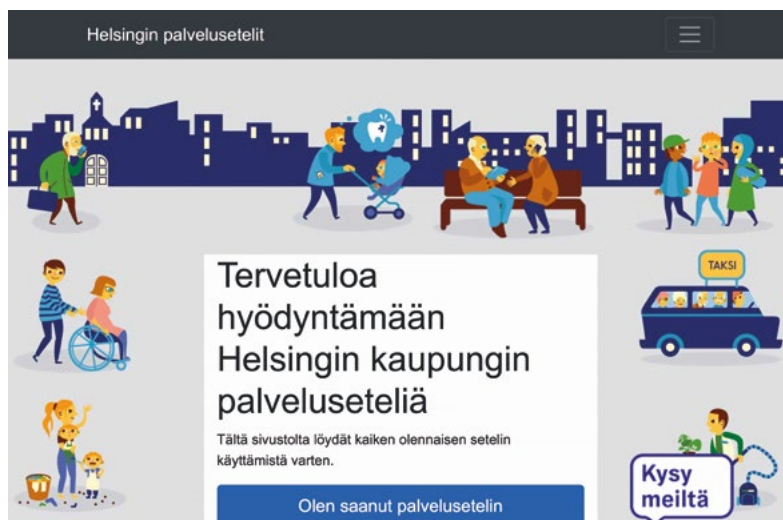 Helsingin palvelusetelit
TAKSI
Tervetuloa
hyödyntämään
Helsingin kaupungin
palveluseteliä
Tältä sivustolta löydät kaiken olennaisen setelin
käyttämistä varten.
Olen saanut palvelusetelin
Kysy
meiltä